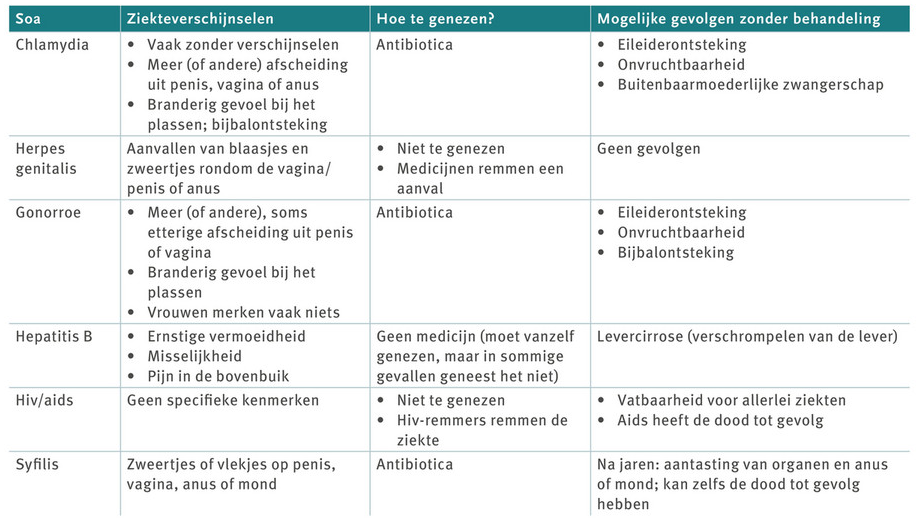 Soa Ziekteverschijnselen Hoe te genezen? Mogelijke gevolgen zonder behandeling
Chlamydia
• Vaak zonder verschijnselen
• Meer (of andere) afscheiding
uit penis, vagina of anus
• Branderig gevoel bij het
plassen; bijbalontsteking
Antibiotica
• Eileiderontsteking
• Onvruchtbaarheid
• Buitenbaarmoederlijke zwangerschap
Herpes
genitalis
Aanvallen van blaasjes en
zweertjes rondom de vagina/
penis of anus
• Niet te genezen
• Medicijnen remmen een
aanval
Geen gevolgen
Gonorroe
• Meer (of andere), soms
etterige afscheiding uit penis
of vagina
• Branderig gevoel bij het
plassen
• Vrouwen merken vaak niets
Antibiotica
• Eileiderontsteking
• Onvruchtbaarheid
• Bijbalontsteking
Hepatitis B
• Ernstige vermoeidheid
• Misselijkheid
• Pijn in de bovenbuik
Geen medicijn (moet vanzelf
genezen, maar in sommige
gevallen geneest het niet)
Levercirrose (verschrompelen van de lever)
Hiv/aids
Geen specifieke kenmerken
• Niet te genezen
• Hiv-remmers remmen de
ziekte
• Vatbaarheid voor allerlei ziekten
• Aids heeft de dood tot gevolg
Syfilis
Zweertjes of vlekjes op penis,
vagina, anus of mond
Antibiotica
Na jaren: aantasting van organen en anus
of mond; kan zelfs de dood tot gevolg
hebben